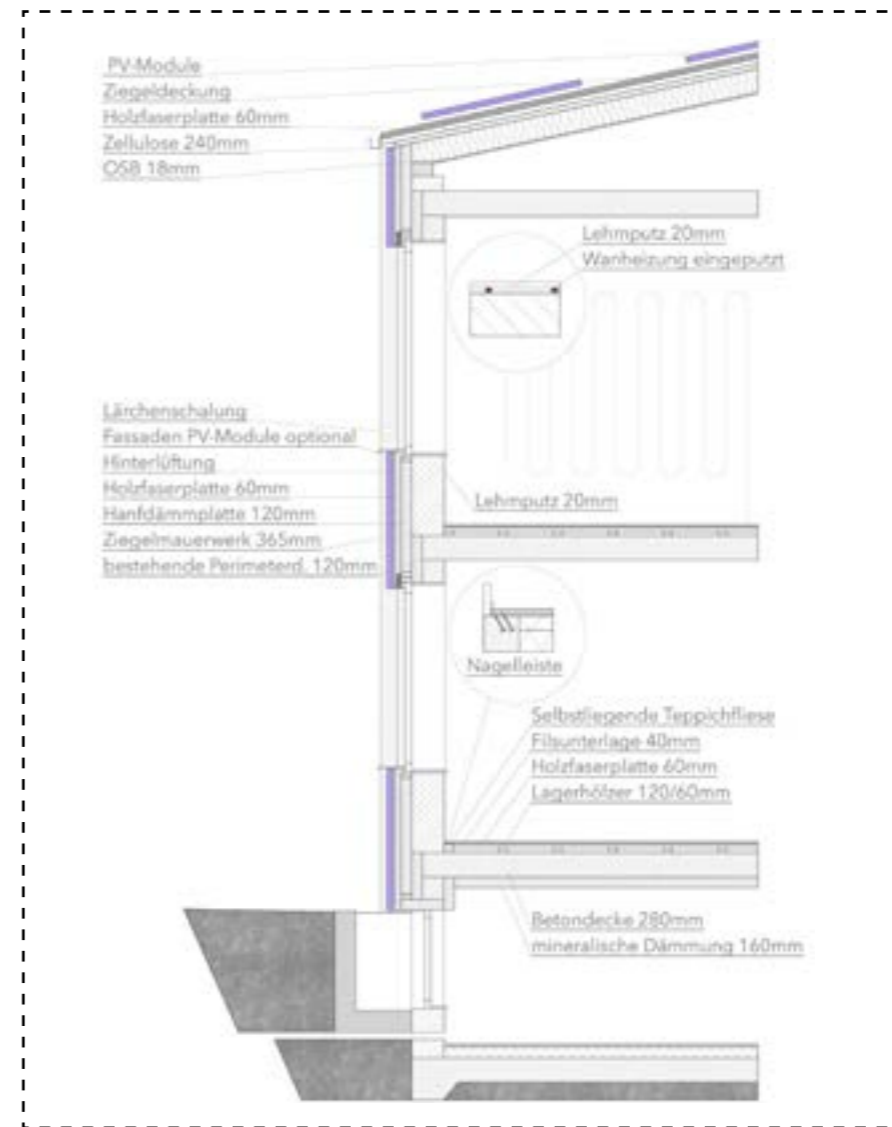 PV-Module
Ziegeldeckung
Holzfaserplatte 60mm
Zellulose 240mm
OSB 18mm
Lehmputz 20mm
Wanheizung eingeputzt
Lärchenschalung
Fassaden PV-Module optional
Hinterlüftung
Holzfaserplatte 60mm
Hanfdämmplatte 120mm
Ziegelmauerwerk 365mm
bestehende Perimeterd. 120mm
Lehmputz 20mm
Nagelleiste
Selbstliegende Teppichfliese
Filsunterlage 40mm
Holzfaserplatte 60mm
Lagerhölzer 120/60mm
Betondecke 280mm
mineralische Dämmung 160mm